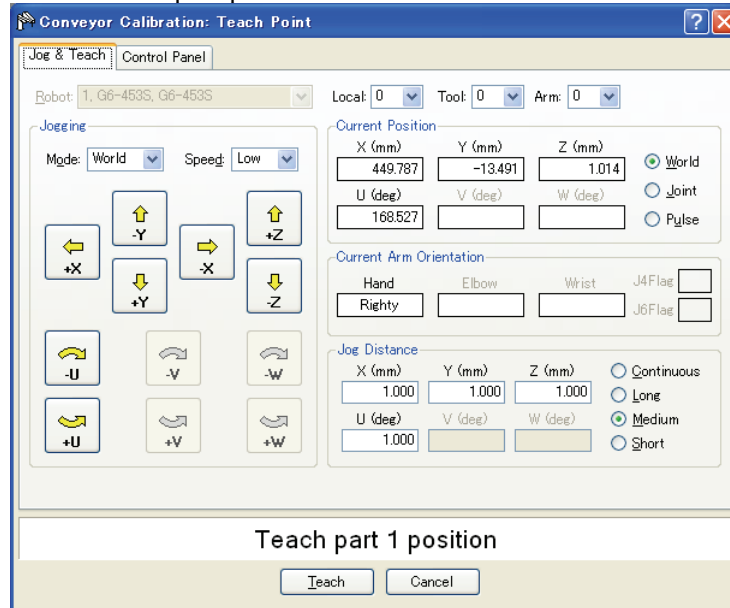 Conveyor Calibration: Teach Point
Jog & Teach Control Panel
Robot: 1, G6-453S, G6-453S Local: 0 Tool: 0 Arm: 0
Jogging
Mode: World Speed: Low
-Y +Z
+X -X
+Y -Z
-U -V -W
+U +V +W
Current Position
X (mm) Y (mm) Z (mm)
449.787 -13.491 1.014
U (deg) V (deg) W (deg)
168.527
World
Joint
Pulse
Current Arm Orientation
Hand Elbow Wrist J4Flag
Righty J6Flag
Jog Distance
X (mm) Y (mm) Z (mm)
1.000 1.000 1.000
U (deg) V (deg) W (deg)
1.000
Continuous
Long
Medium
Short
Teach part 1 position
Teach Cancel